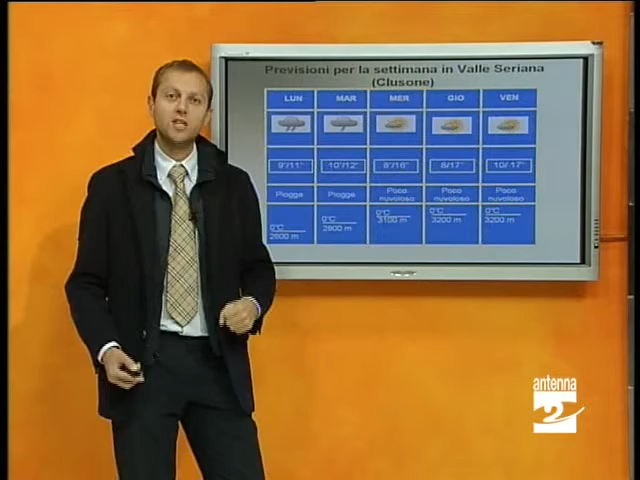 Previsioni per la settimana in Valle Seriana
(Clusone)
LUN MAR MER GIO VEN
9°/11° 10°/12° 8°/16° 8/17° 10/17°
Piogge Piogge Poco nuvoloso Poco nuvoloso Poco nuvoloso
0°C 0°C 0°C 0°C 0°C
2600 m 2800 m 3100 m 3200 m 3200 m
antenna
2